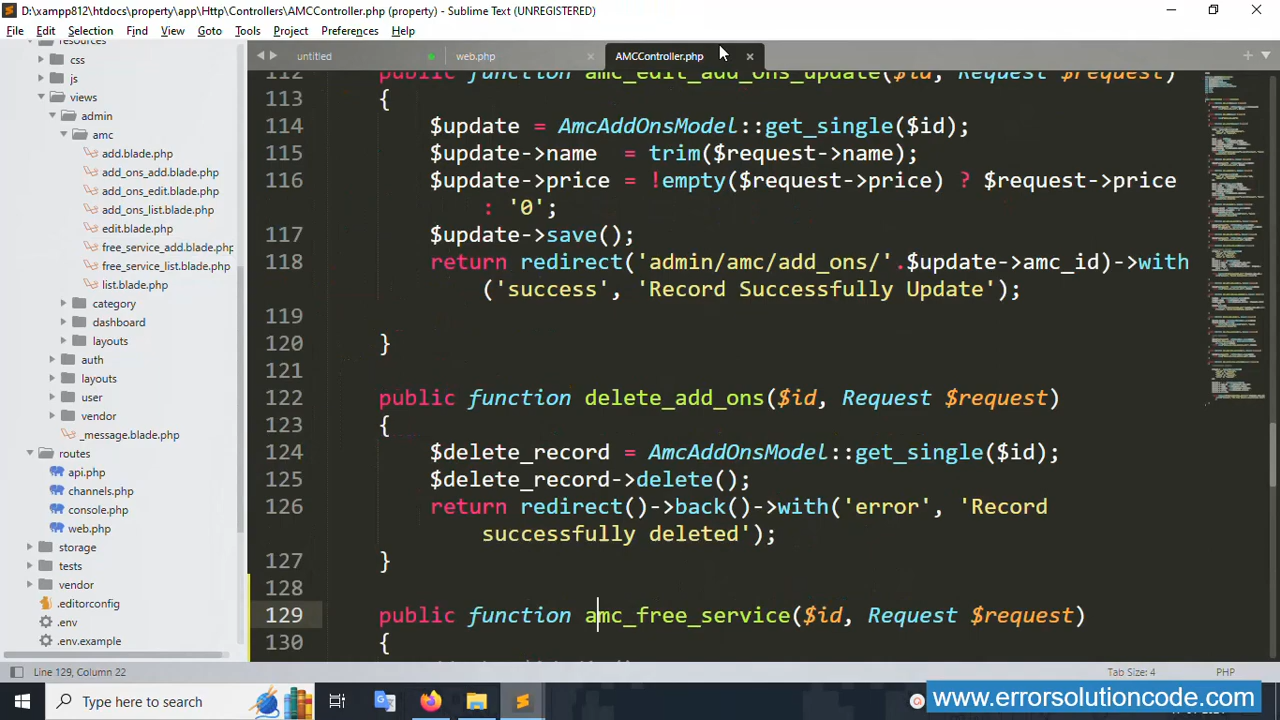 D:\xampp812\htdocs\property\app\Http\Controllers\AMCController.php (property) - Sublime Text (UNREGISTERED)
File Edit Selection Find View Goto Tools Project Preferences Help
untitled web.php × AMCController.php ×
resources
css
js
views
admin
amc
add.blade.php
add_ons_add.blade.php
add_ons_edit.blade.php
add_ons_list.blade.php
edit.blade.php
free_service_add.blade.php
free_service_list.blade.php
list.blade.php
category
dashboard
layouts
auth
layouts
user
vendor
_message.blade.php
routes
api.php
channels.php
console.php
web.php
storage
tests
vendor
.editorconfig
.env
.env.example
112 public function amc_edit_add_ons_update($id, Request $request)
113 {
114 $update = AmcAddOnsModel::get_single($id);
115 $update->name  = trim($request->name);
116 $update->price = !empty($request->price) ? $request->price
: '0';
117 $update->save();
118 return redirect('admin/amc/add_ons/'.$update->amc_id)->with
('success', 'Record Successfully Update');
119
120 }
121
122 public function delete_add_ons($id, Request $request)
123 {
124 $delete_record = AmcAddOnsModel::get_single($id);
125 $delete_record->delete();
126 return redirect()->back()->with('error', 'Record
successfully deleted');
127 }
128
129 public function amc_free_service($id, Request $request)
130 {
Line 129, Column 22 Tab Size: 4 PHP
Type here to search
www.errorsolutioncode.com